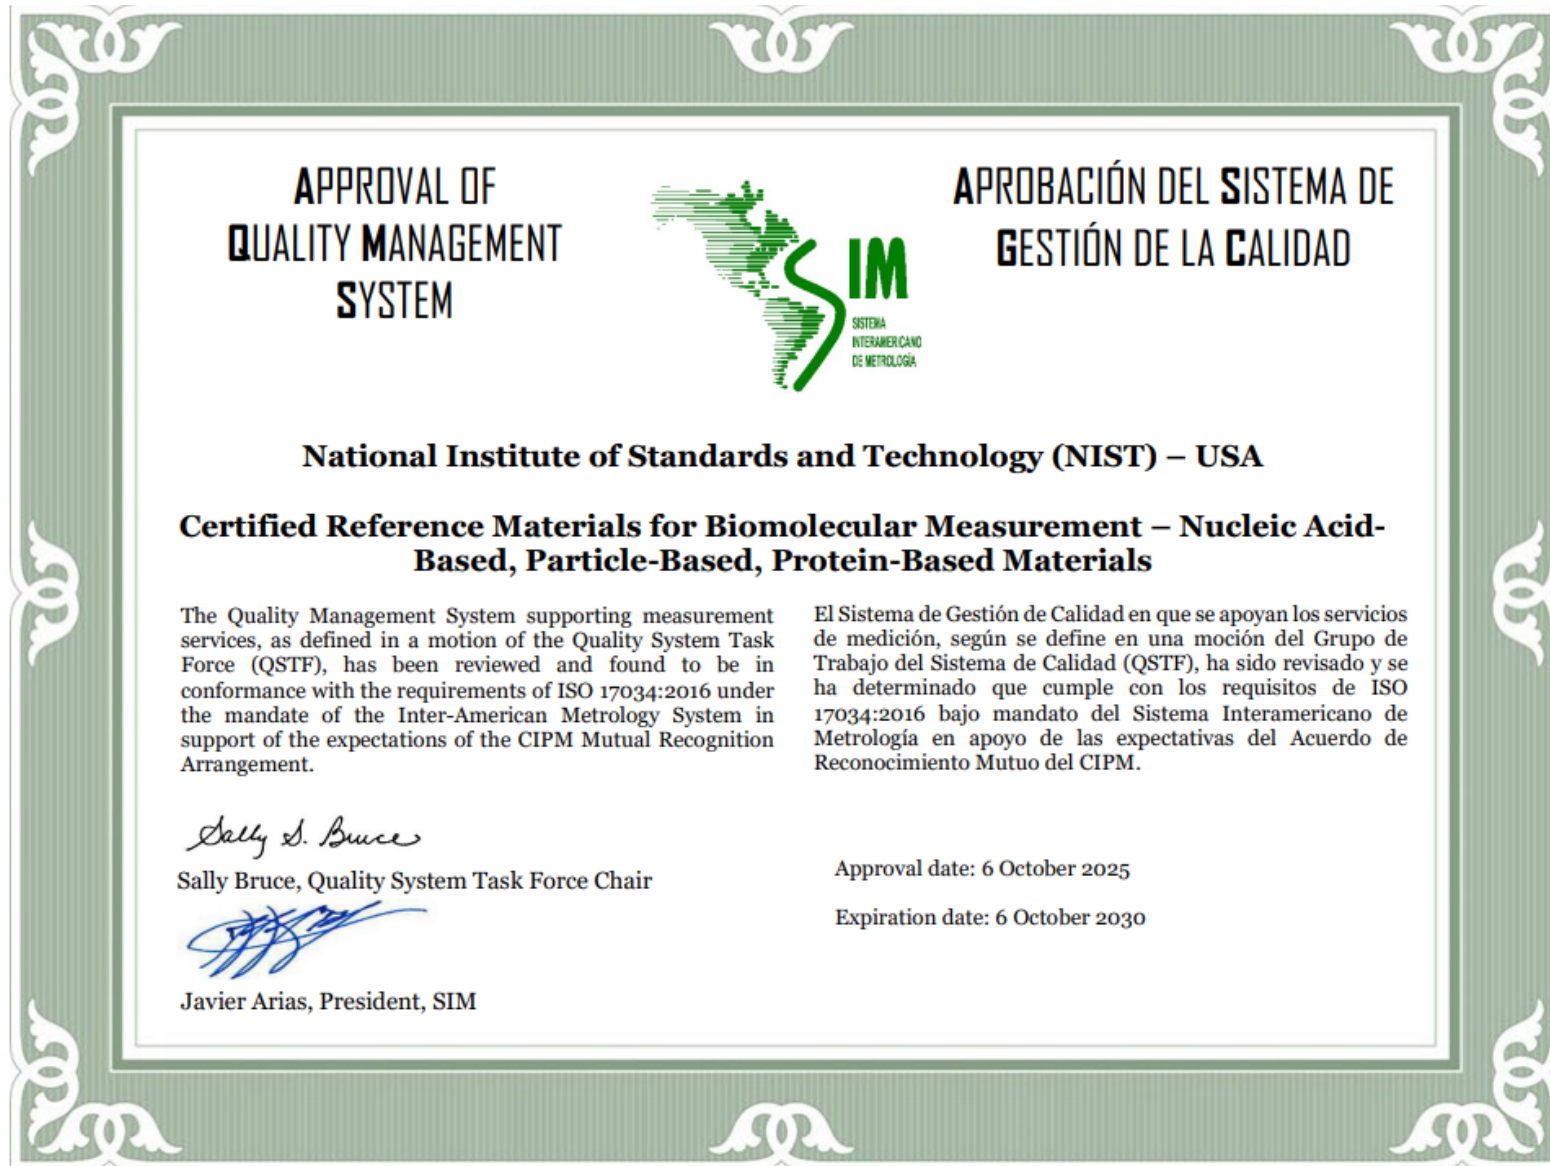 APPROVAL OF
QUALITY MANAGEMENT
SYSTEM
SIM
SISTEMA
INTERAMERICANO
DE METROLOGÍA
APROBACIÓN DEL SISTEMA DE
GESTIÓN DE LA CALIDAD
National Institute of Standards and Technology (NIST) – USA
Certified Reference Materials for Biomolecular Measurement – Nucleic Acid-
Based, Particle-Based, Protein-Based Materials
The Quality Management System supporting measurement
services, as defined in a motion of the Quality System Task
Force (QSTF), has been reviewed and found to be in
conformance with the requirements of ISO 17034:2016 under
the mandate of the Inter-American Metrology System in
support of the expectations of the CIPM Mutual Recognition
Arrangement.
El Sistema de Gestión de Calidad en que se apoyan los servicios
de medición, según se define en una moción del Grupo de
Trabajo del Sistema de Calidad (QSTF), ha sido revisado y se
ha determinado que cumple con los requisitos de ISO
17034:2016 bajo mandato del Sistema Interamericano de
Metrología en apoyo de las expectativas del Acuerdo de
Reconocimiento Mutuo del CIPM.
Sally S. Bruce
Sally Bruce, Quality System Task Force Chair
Javier Arias, President, SIM
Approval date: 6 October 2025
Expiration date: 6 October 2030